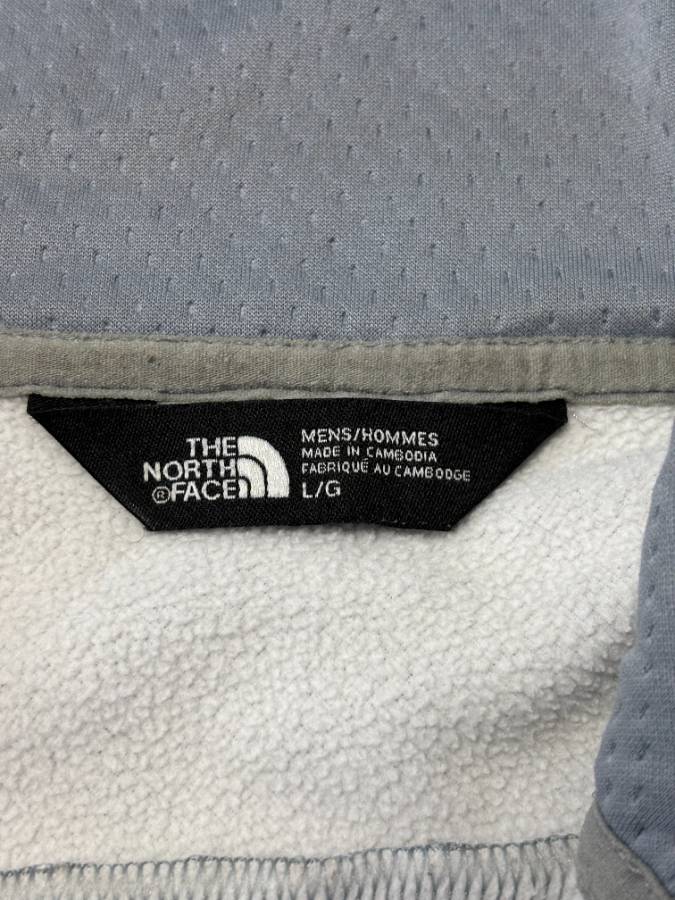 THE
NORTH
®FACE
MENS/HOMMES
MADE IN CAMBODIA
FABRIQUÉ AU CAMBODGE
L/G